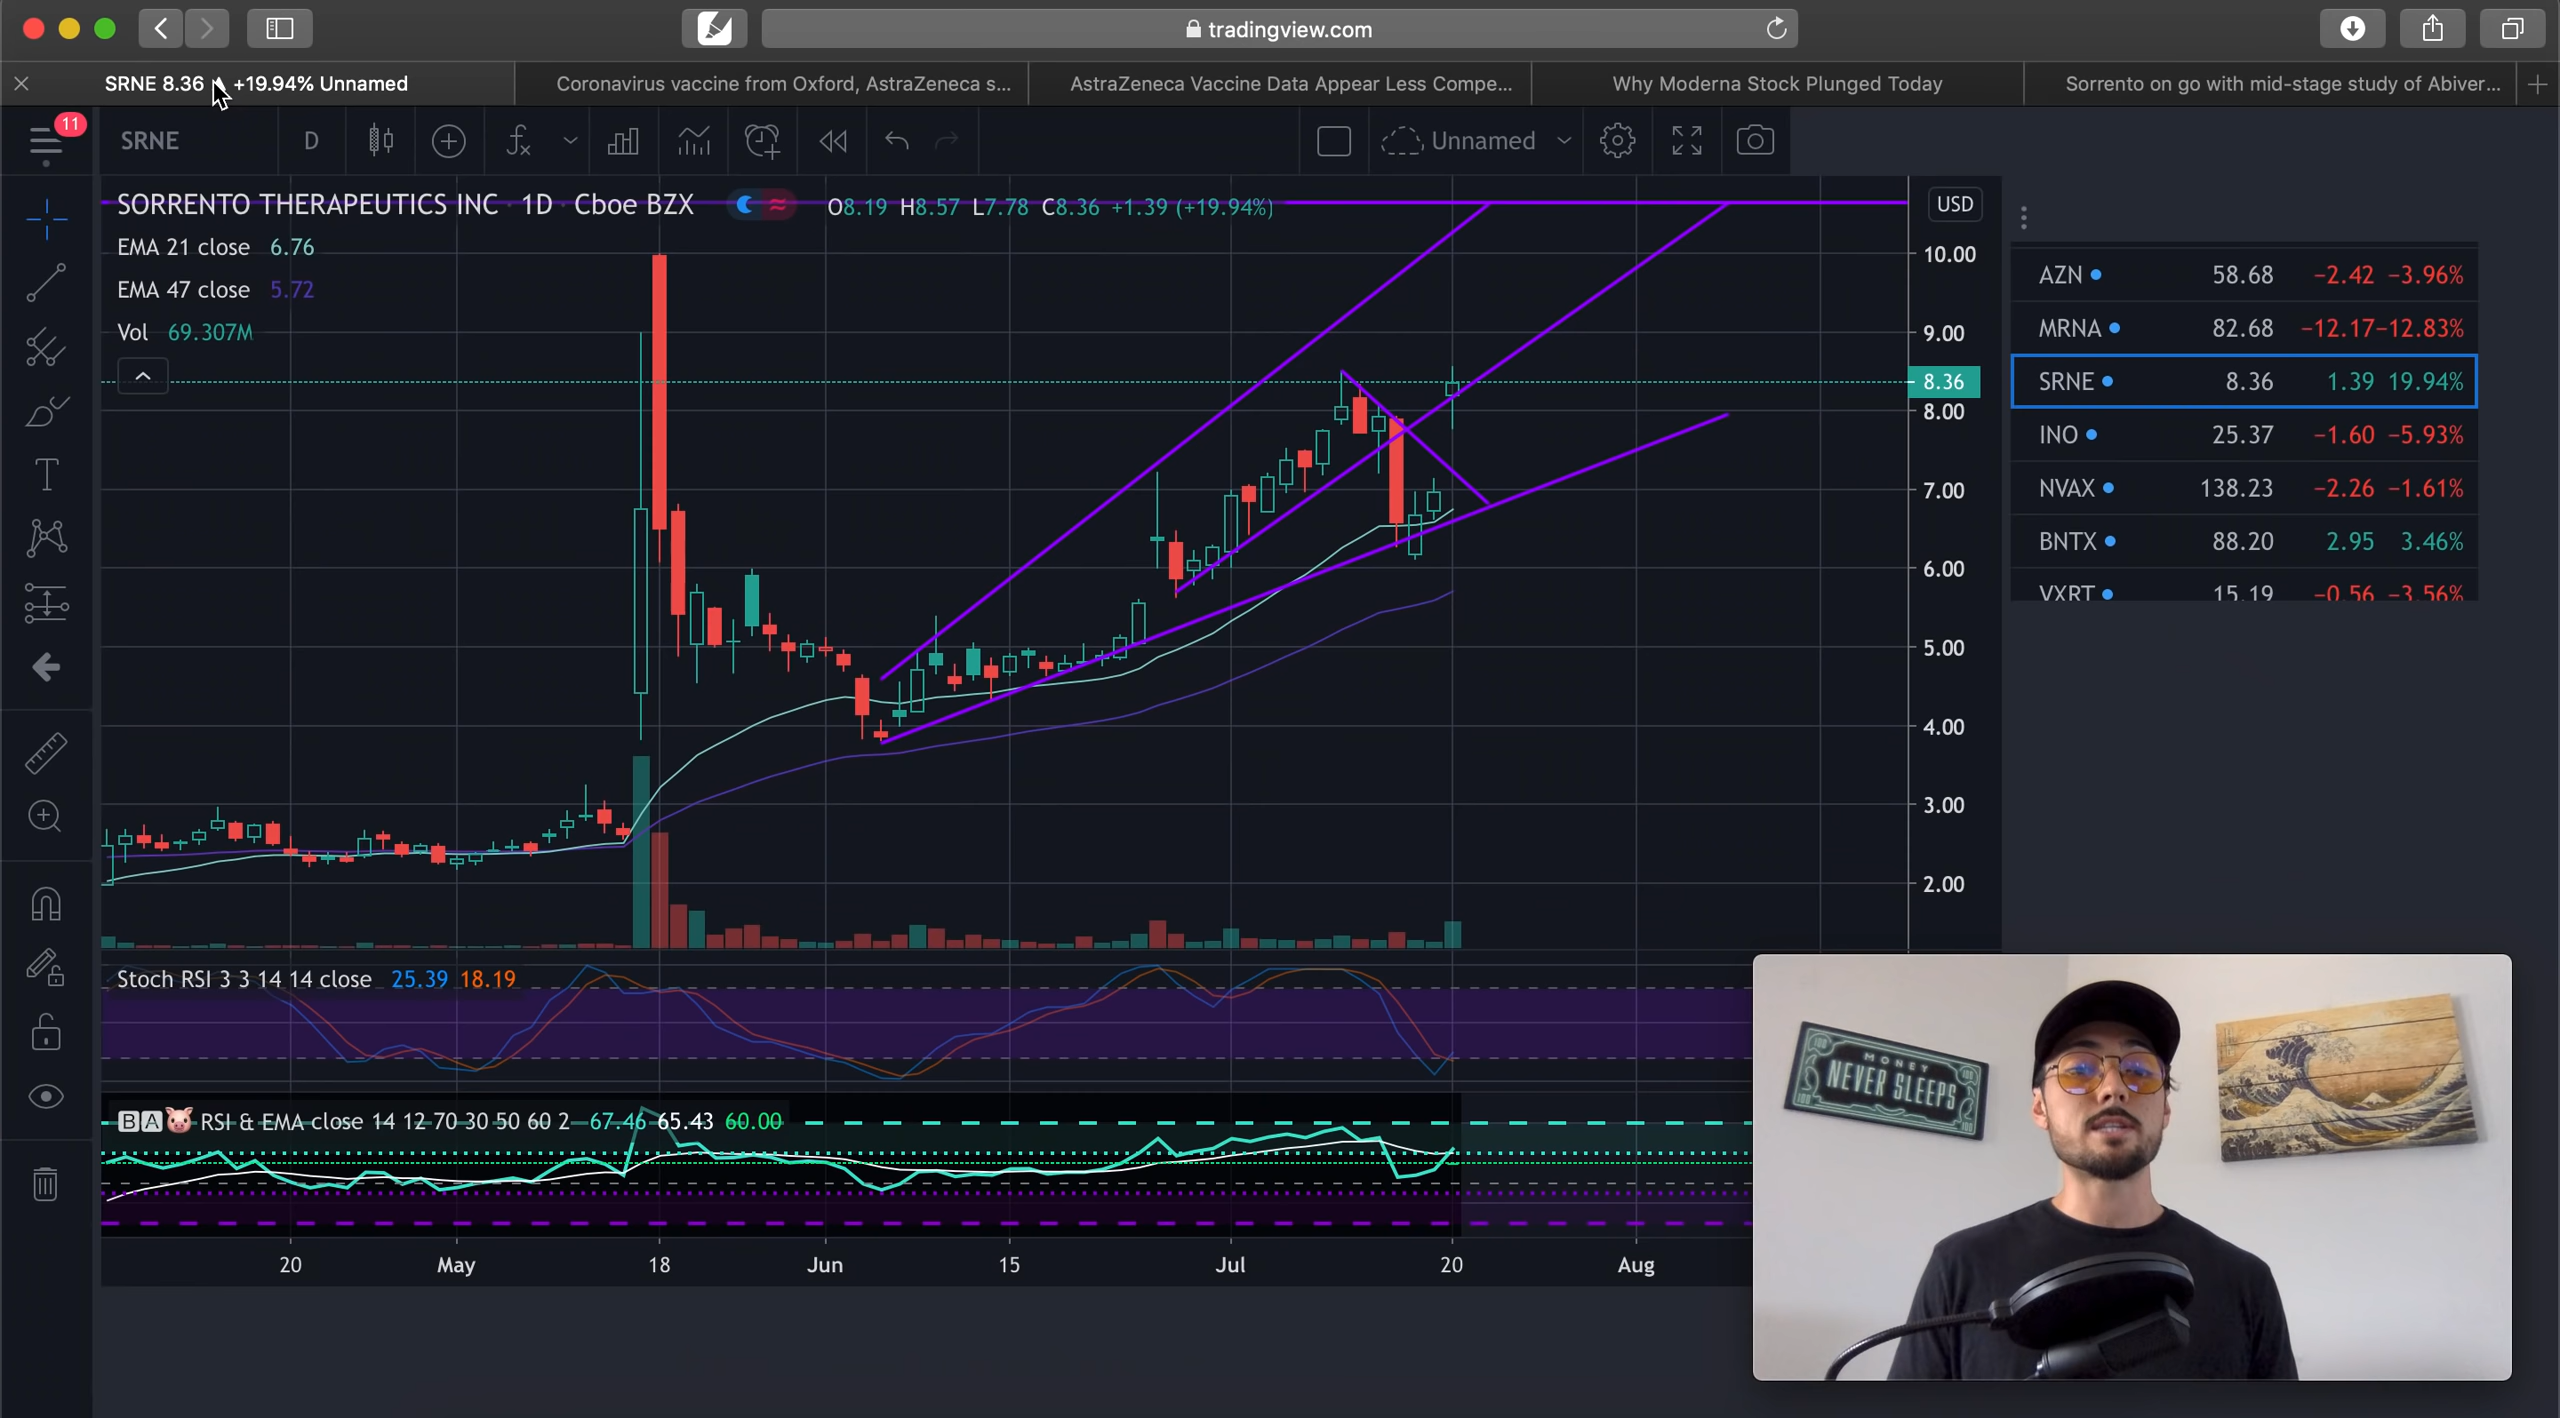 tradingview.com
SRNE 8.36 ▲ +19.94% Unnamed
Coronavirus vaccine from Oxford, AstraZeneca s...
AstraZeneca Vaccine Data Appear Less Compe...
Why Moderna Stock Plunged Today
Sorrento on go with mid-stage study of Abiver...
11
SRNE
D
Unnamed
SORRENTO THERAPEUTICS INC · 1D · Cboe BZX
O8.19 H8.57 L7.78 C8.36 +1.39 (+19.94%)
USD
EMA 21 close 6.76
EMA 47 close 5.72
Vol 69.307M
10.00
9.00
8.36
8.00
7.00
6.00
5.00
4.00
3.00
2.00
AZN 58.68 −2.42 −3.96%
MRNA 82.68 −12.17 −12.83%
SRNE 8.36 1.39 19.94%
INO 25.37 −1.60 −5.93%
NVAX 138.23 −2.26 −1.61%
BNTX 88.20 2.95 3.46%
VXRT 15.19 −0.56 −3.56%
Stoch RSI 3 3 14 14 close 25.39 18.19
BA🐷 RSI & EMA close 14 12 70 30 50 60 2 67.46 65.43 60.00
20
May
18
Jun
15
Jul
20
Aug
100
100
MONEY
NEVER SLEEPS
100
100